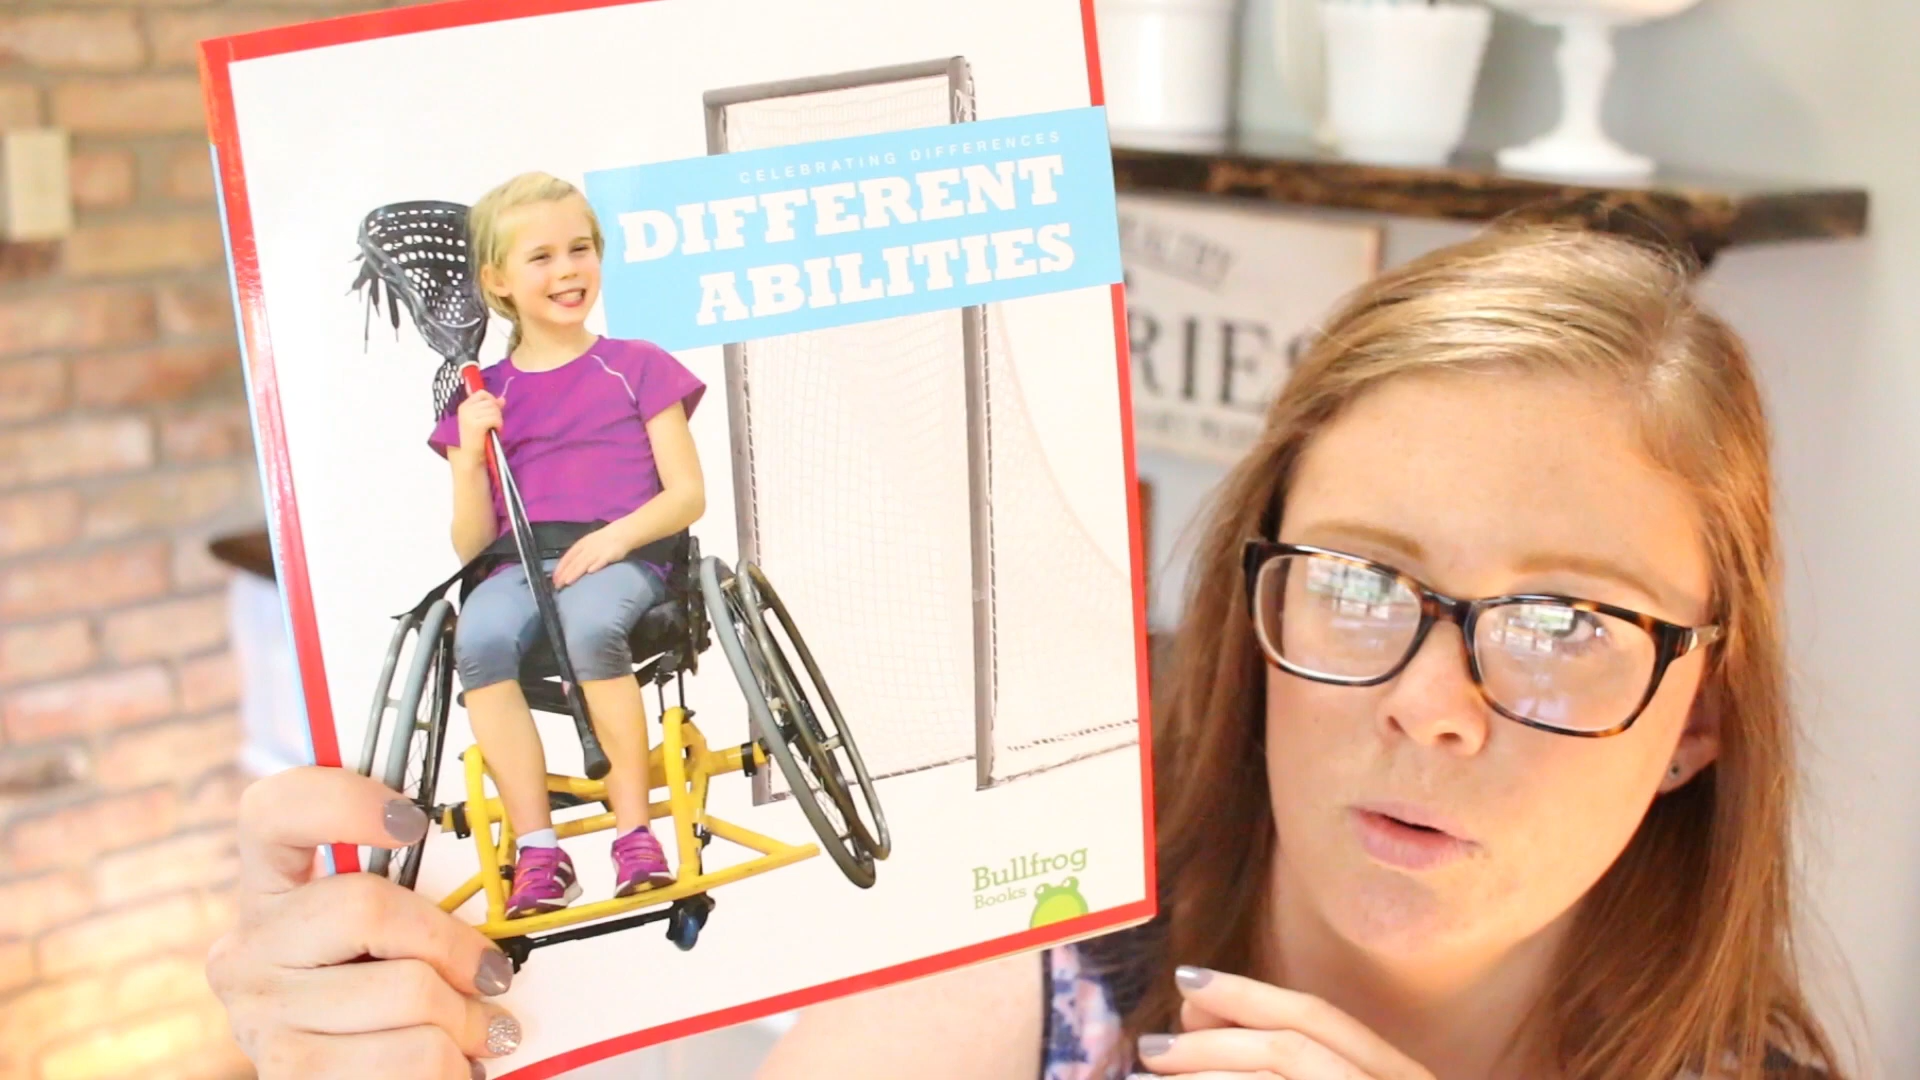 CELEBRATING DIFFERENCES
DIFFERENT
ABILITIES
Bullfrog
Books